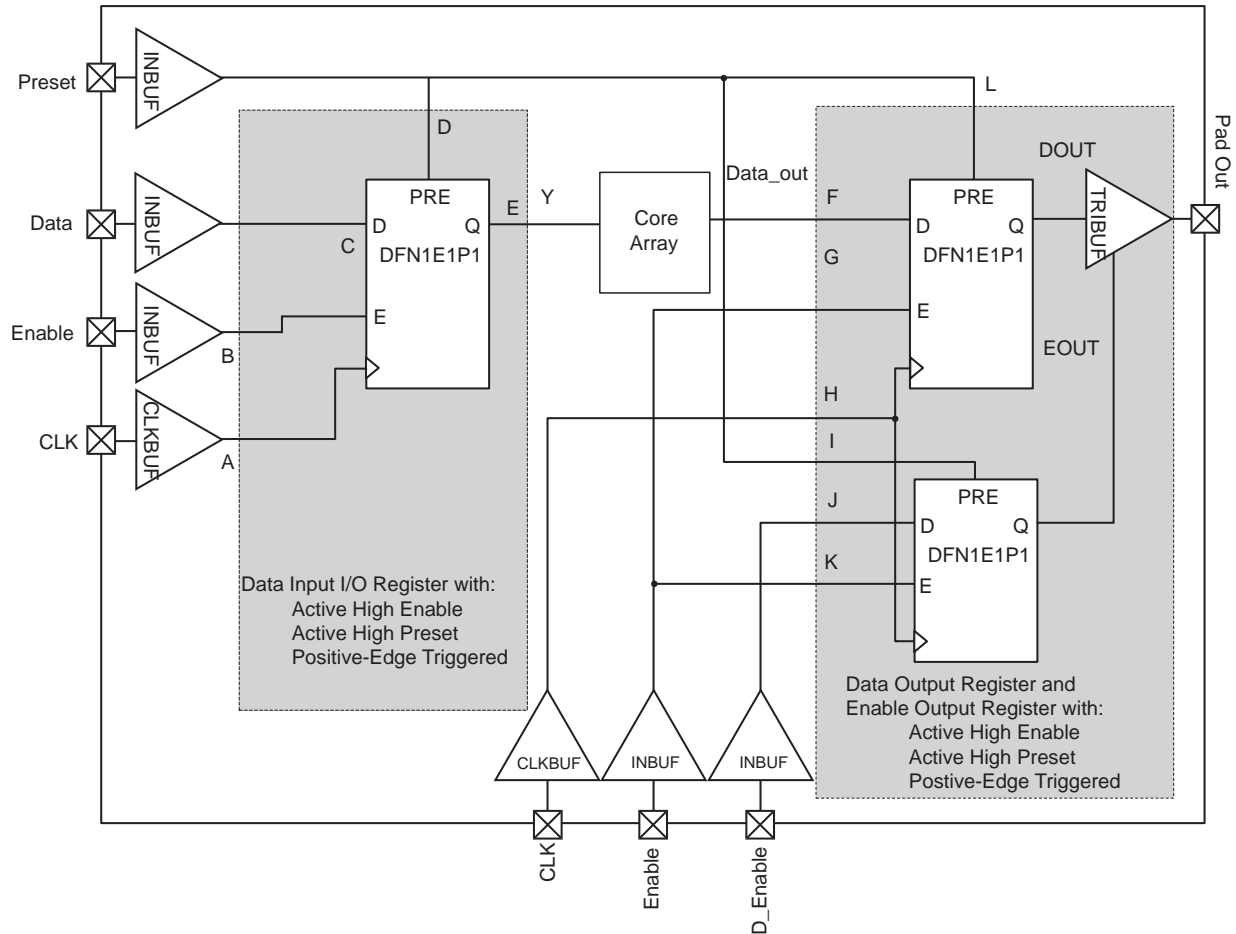 Preset
INBUF
L
D
Pad Out
DOUT
Data
INBUF
PRE
D
Q
C
DFN1E1P1
E
Y
Core
Array
Data_out
F
G
PRE
D
Q
DFN1E1P1
E
TRIBUF
EOUT
Enable
INBUF
B
E
CLK
CLKBUF
A
H
I
J
K
PRE
D
Q
DFN1E1P1
E
Data Input I/O Register with:
Active High Enable
Active High Preset
Positive-Edge Triggered
Data Output Register and
Enable Output Register with:
Active High Enable
Active High Preset
Postive-Edge Triggered
CLKBUF
INBUF
INBUF
CLK
Enable
D_Enable